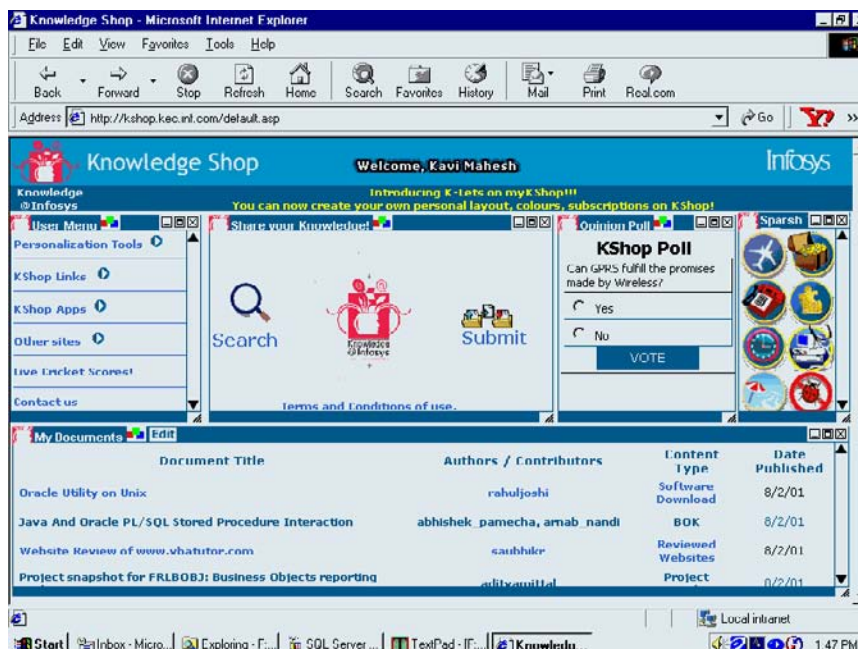 Knowledge Shop - Microsoft Internet Explorer
File Edit View Favorites Tools Help
Back Forward Stop Refresh Home Search Favorites History Mail Print Real.com
Address http://kshop.kec.inf.com/default.asp Go
Knowledge Shop Welcome, Kavi Mahesh Infosys
Knowledge
@Infosys
Introducing K-Lets on myKShop!!!
You can now create your own personal layout, colours, subscriptions on KShop!
User Menu
Personalization Tools
KShop Links
KShop Apps
Other sites
Live Cricket Scores!
Contact us
Share your Knowledge!
Search
Knowledge
@Infosys
Submit
Terms and Conditions of use.
Opinion Poll
KShop Poll
Can GPRS fulfill the promises
made by Wireless?
Yes
No
VOTE
Sparsh
My Documents Edit
Document Title Authors / Contributors Content Type Date Published
Oracle Utility on Unix rahuljoshi Software Download 8/2/01
Java And Oracle PL/SQL Stored Procedure Interaction abhishek_pamecha, arnab_nandi BOK 8/2/01
Website Review of www.vbatutor.com saubhikr Reviewed Websites 8/2/01
Project snapshot for FRLBOBJ: Business Objects reporting adityamittal Project
Local intranet
Start Inbox - Micro... Exploring - F:... SQL Server ... TextPad - [F:... Knowledg... 1:47 PM